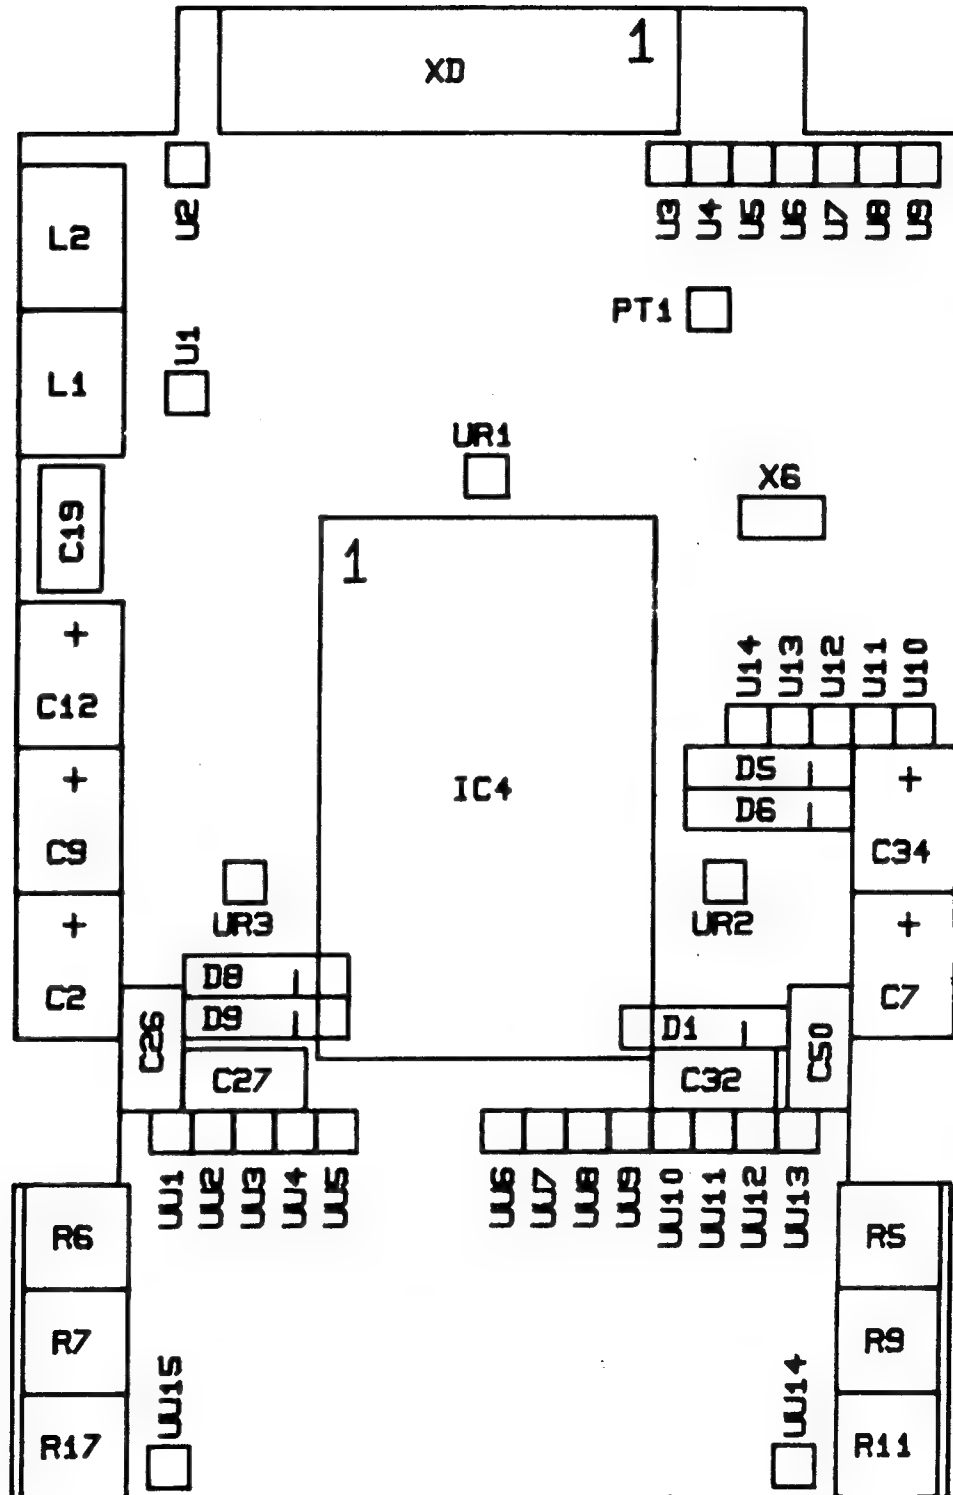 1
XD
U2
U3
U4
U5
U6
U7
U8
U9
L2
PT1
U1
L1
UR1
X6
C19
1
U14
U13
U12
U11
U10
+
C12
D5
+
IC4
+
D6
C9
C34
UR3
UR2
+
+
D8
C2
C7
D9
D1
C26
C50
C27
C32
UU1
UU2
UU3
UU4
UU5
UU6
UU7
UU8
UU9
UU10
UU11
UU12
UU13
R6
R5
R7
R9
UU15
UU14
R17
R11